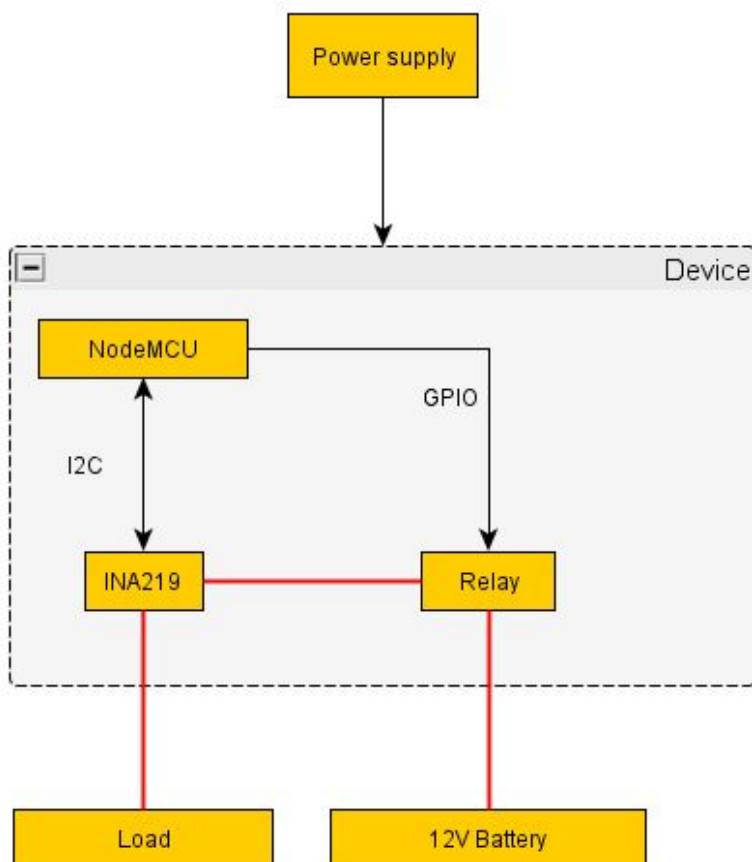 Power supply
Device
NodeMCU
GPIO
I2C
INA219
Relay
Load
12V Battery